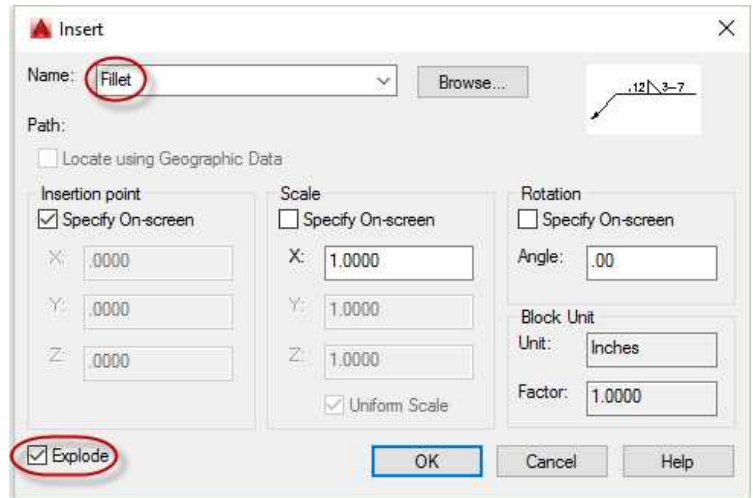 Insert
Name: Fillet Browse...
.12 3-7
Path:
Locate using Geographic Data
Insertion point
Specify On-screen
X: .0000
Y: .0000
Z: .0000
Scale
Specify On-screen
X: 1.0000
Y: 1.0000
Z: 1.0000
Uniform Scale
Rotation
Specify On-screen
Angle: .00
Block Unit
Unit: Inches
Factor: 1.0000
Explode
OK Cancel Help